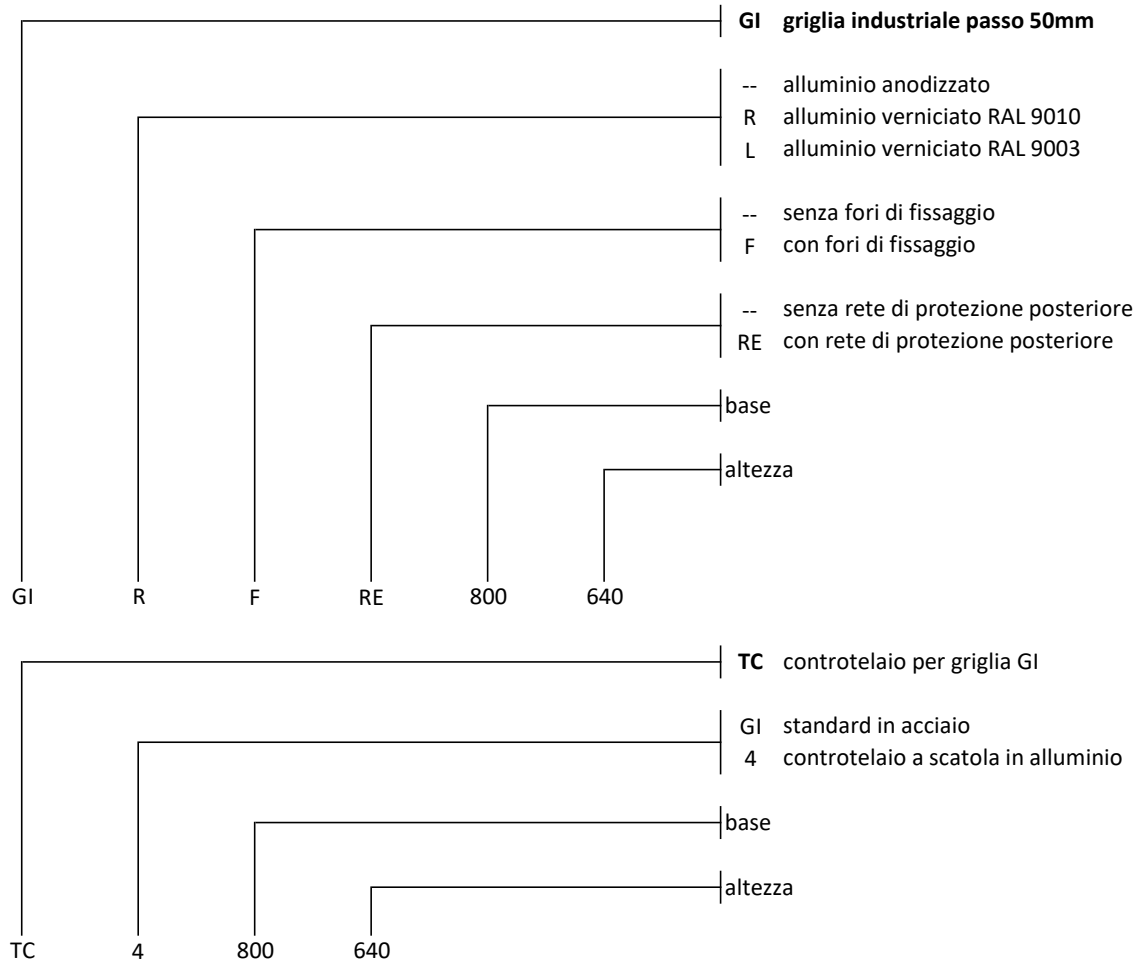 GI griglia industriale passo 50mm
-- alluminio anodizzato
R alluminio verniciato RAL 9010
L alluminio verniciato RAL 9003
-- senza fori di fissaggio
F con fori di fissaggio
-- senza rete di protezione posteriore
RE con rete di protezione posteriore
base
altezza
GI R F RE 800 640
TC controtelaio per griglia GI
GI standard in acciaio
4 controtelaio a scatola in alluminio
base
altezza
TC 4 800 640